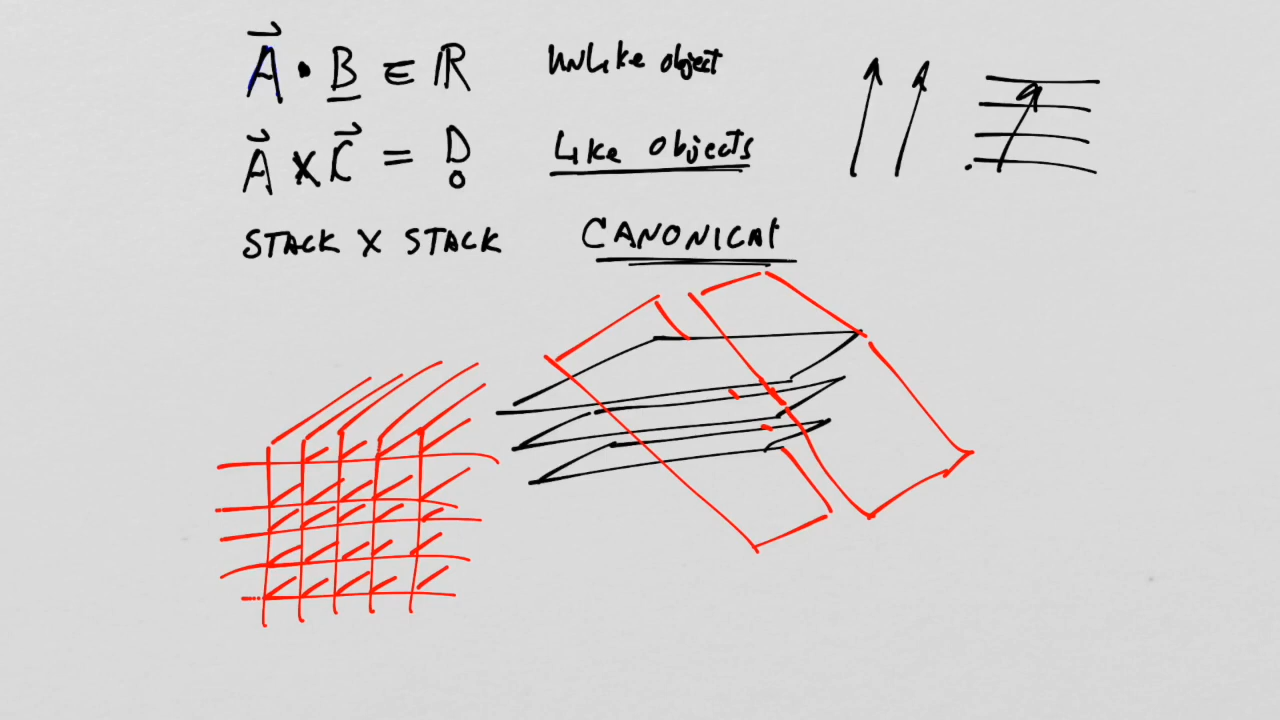 A⃗ · B̲ ∈ ℝ UNLike object
A⃗ × C⃗ = D Like objects
STACK X STACK CANONICAL